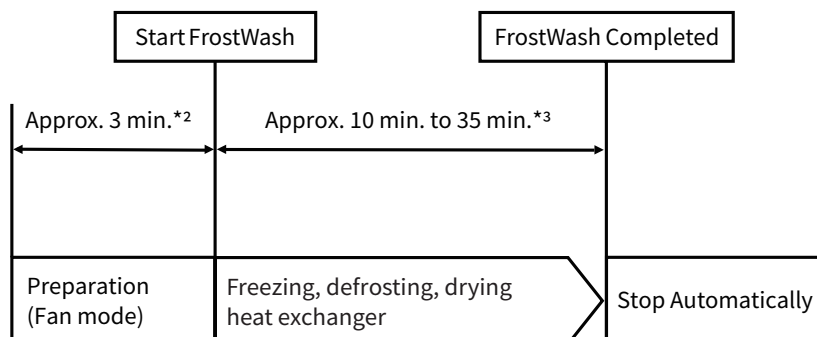 Start FrostWash
FrostWash Completed
Approx. 3 min.*²
Approx. 10 min. to 35 min.*³
Preparation
(Fan mode)
Freezing, defrosting, drying
heat exchanger
Stop Automatically